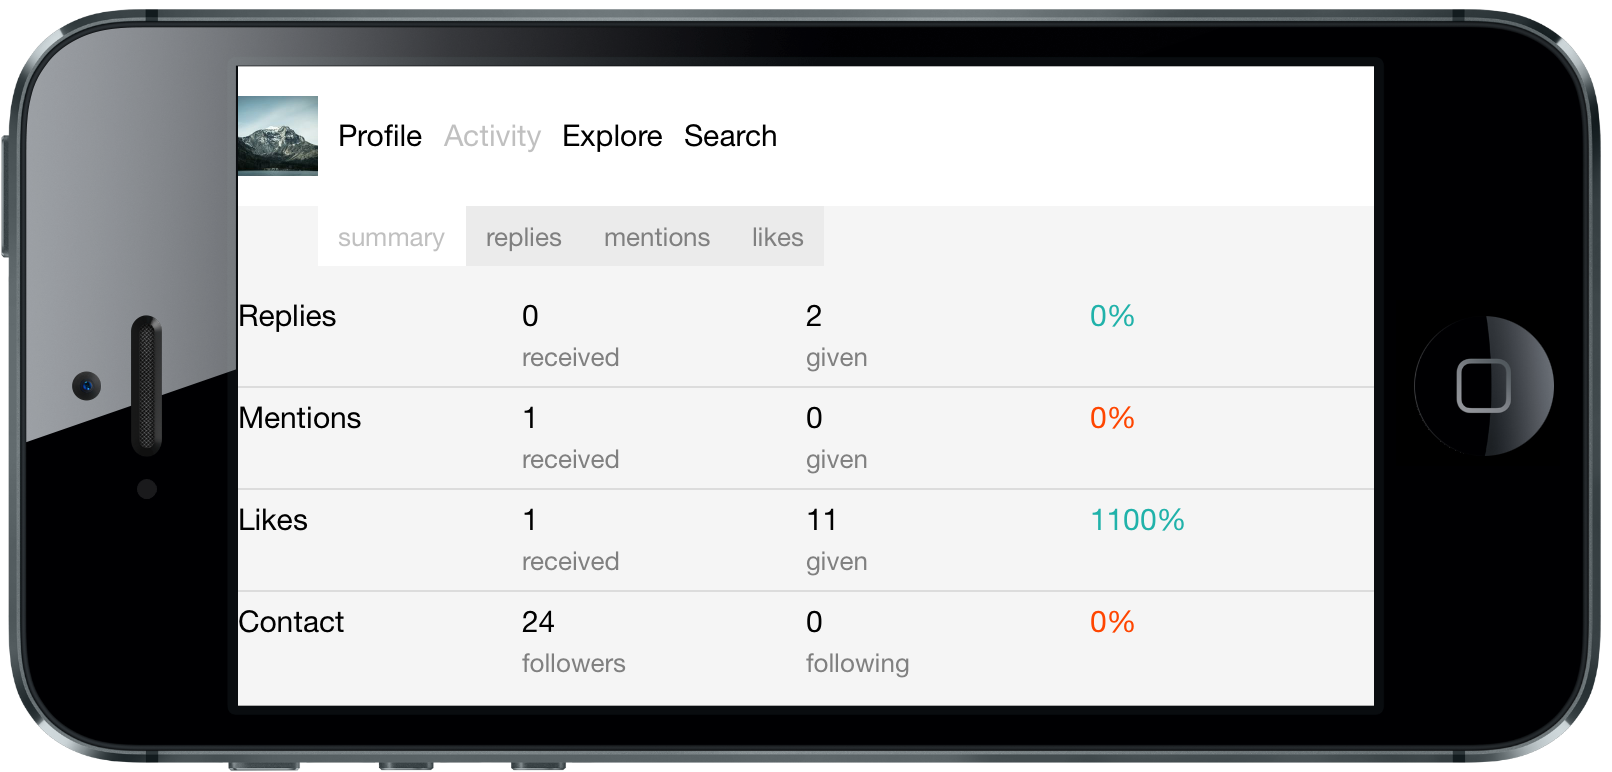 Profile Activity Explore Search
summary replies mentions likes
Replies 0 2 0%
received given
Mentions 1 0 0%
received given
Likes 1 11 1100%
received given
Contact 24 0 0%
followers following